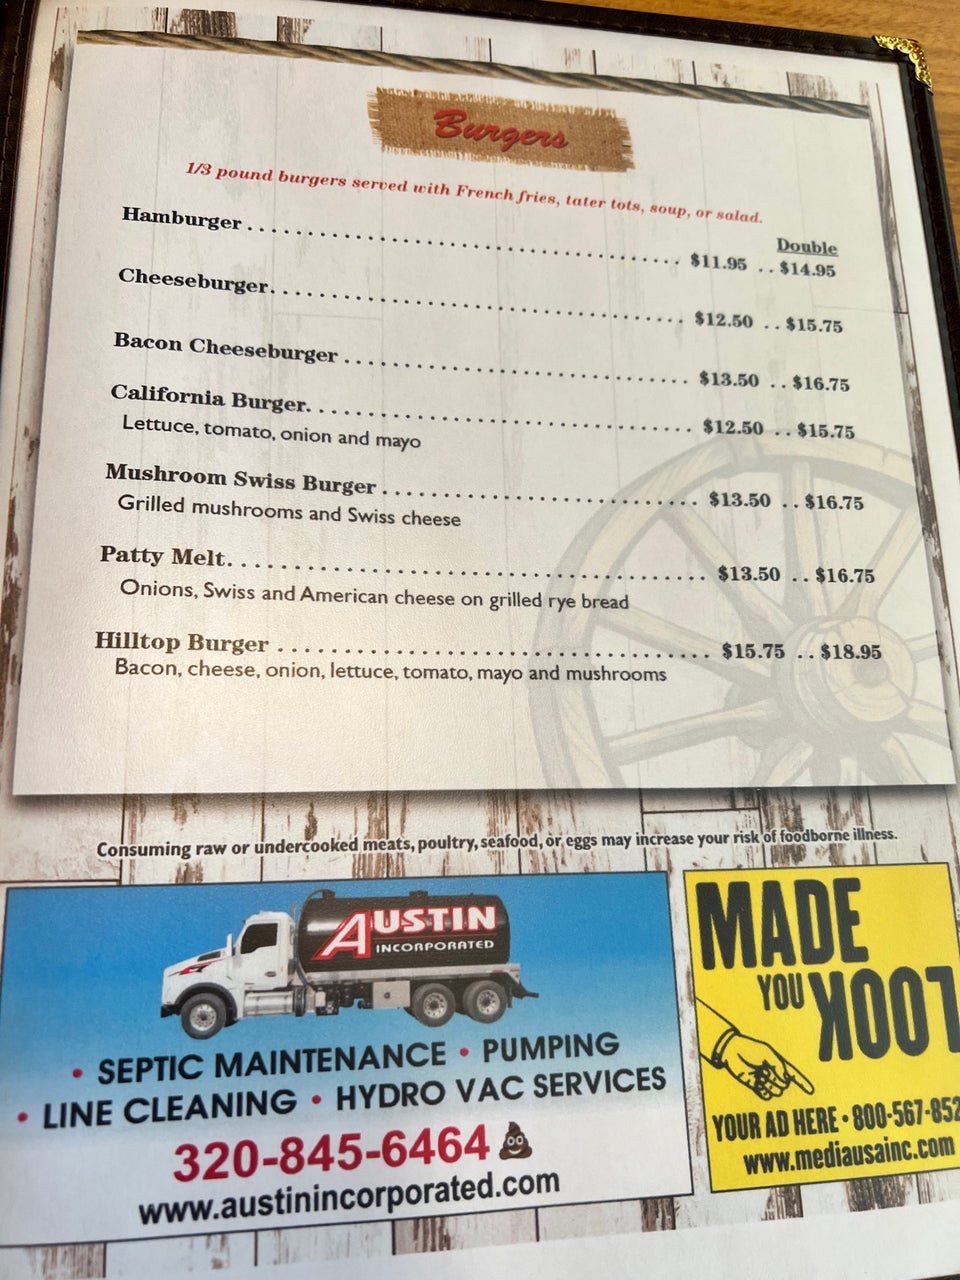 Burgers
1/3 pound burgers served with French fries, tater tots, soup, or salad.
Double
Hamburger . . . . . . . . . . . . . . . . . . . . . . . . . . . . . . . . . . . . . . . $11.95 . . $14.95
Cheeseburger. . . . . . . . . . . . . . . . . . . . . . . . . . . . . . . . . . . . . $12.50 . . $15.75
Bacon Cheeseburger . . . . . . . . . . . . . . . . . . . . . . . . . . . . . . $13.50 . . $16.75
California Burger. . . . . . . . . . . . . . . . . . . . . . . . . . . . . . . . . . $12.50 . . $15.75
Lettuce, tomato, onion and mayo
Mushroom Swiss Burger . . . . . . . . . . . . . . . . . . . . . . . . . . . $13.50 . . $16.75
Grilled mushrooms and Swiss cheese
Patty Melt. . . . . . . . . . . . . . . . . . . . . . . . . . . . . . . . . . . . . . . . $13.50 . . $16.75
Onions, Swiss and American cheese on grilled rye bread
Hilltop Burger . . . . . . . . . . . . . . . . . . . . . . . . . . . . . . . . . . . . $15.75 . . $18.95
Bacon, cheese, onion, lettuce, tomato, mayo and mushrooms
Consuming raw or undercooked meats, poultry, seafood, or eggs may increase your risk of foodborne illness.
AUSTIN
INCORPORATED
• SEPTIC MAINTENANCE • PUMPING
• LINE CLEANING • HYDRO VAC SERVICES
320-845-6464
www.austinincorporated.com
MADE
YOU LOOK
YOUR AD HERE • 800-567-852
www.mediausainc.com